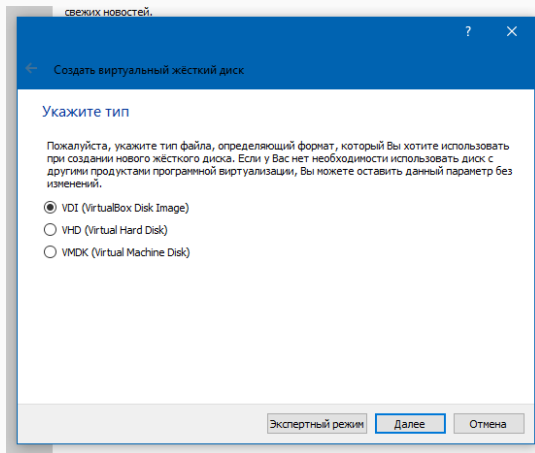 свежих новостей.
?
Создать виртуальный жёсткий диск
Укажите тип
Пожалуйста, укажите тип файла, определяющий формат, который Вы хотите использовать
при создании нового жёсткого диска. Если у Вас нет необходимости использовать диск с
другими продуктами программной виртуализации, Вы можете оставить данный параметр без
изменений.
VDI (VirtualBox Disk Image)
VHD (Virtual Hard Disk)
VMDK (Virtual Machine Disk)
Экспертный режим Далее Отмена